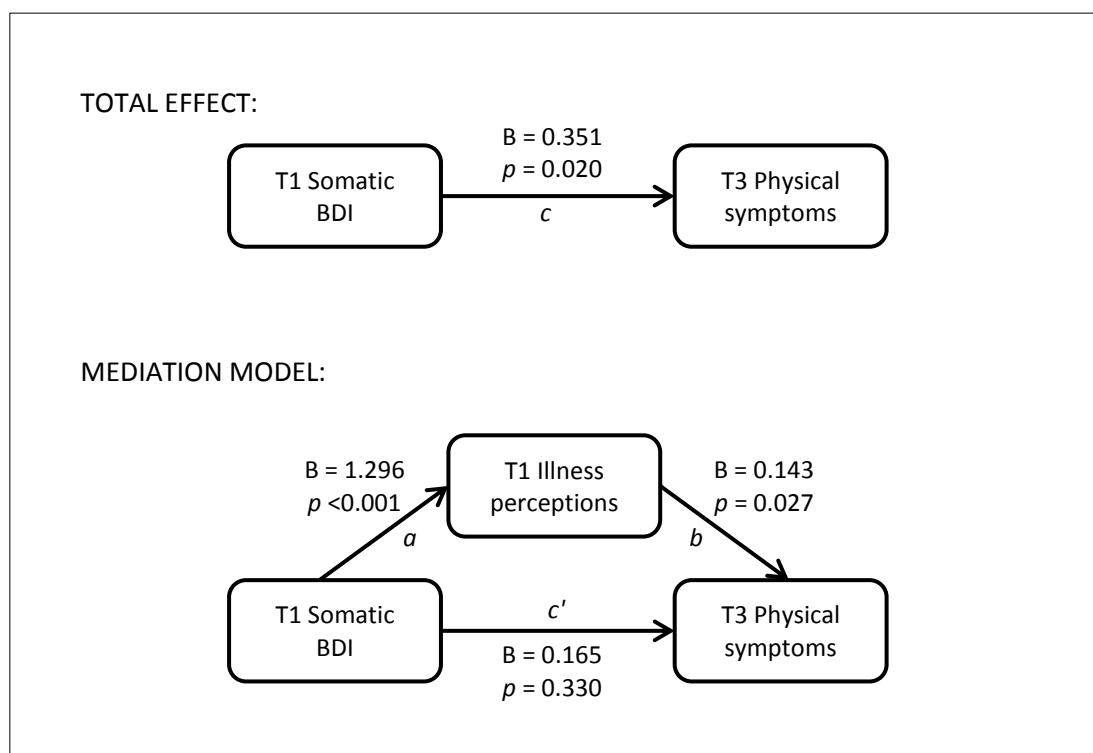 TOTAL EFFECT:
B = 0.351
p = 0.020
T1 Somatic
BDI
c
T3 Physical
symptoms
MEDIATION MODEL:
B = 1.296
p <0.001
a
T1 Illness
perceptions
B = 0.143
p = 0.027
b
T1 Somatic
BDI
c'
B = 0.165
p = 0.330
T3 Physical
symptoms